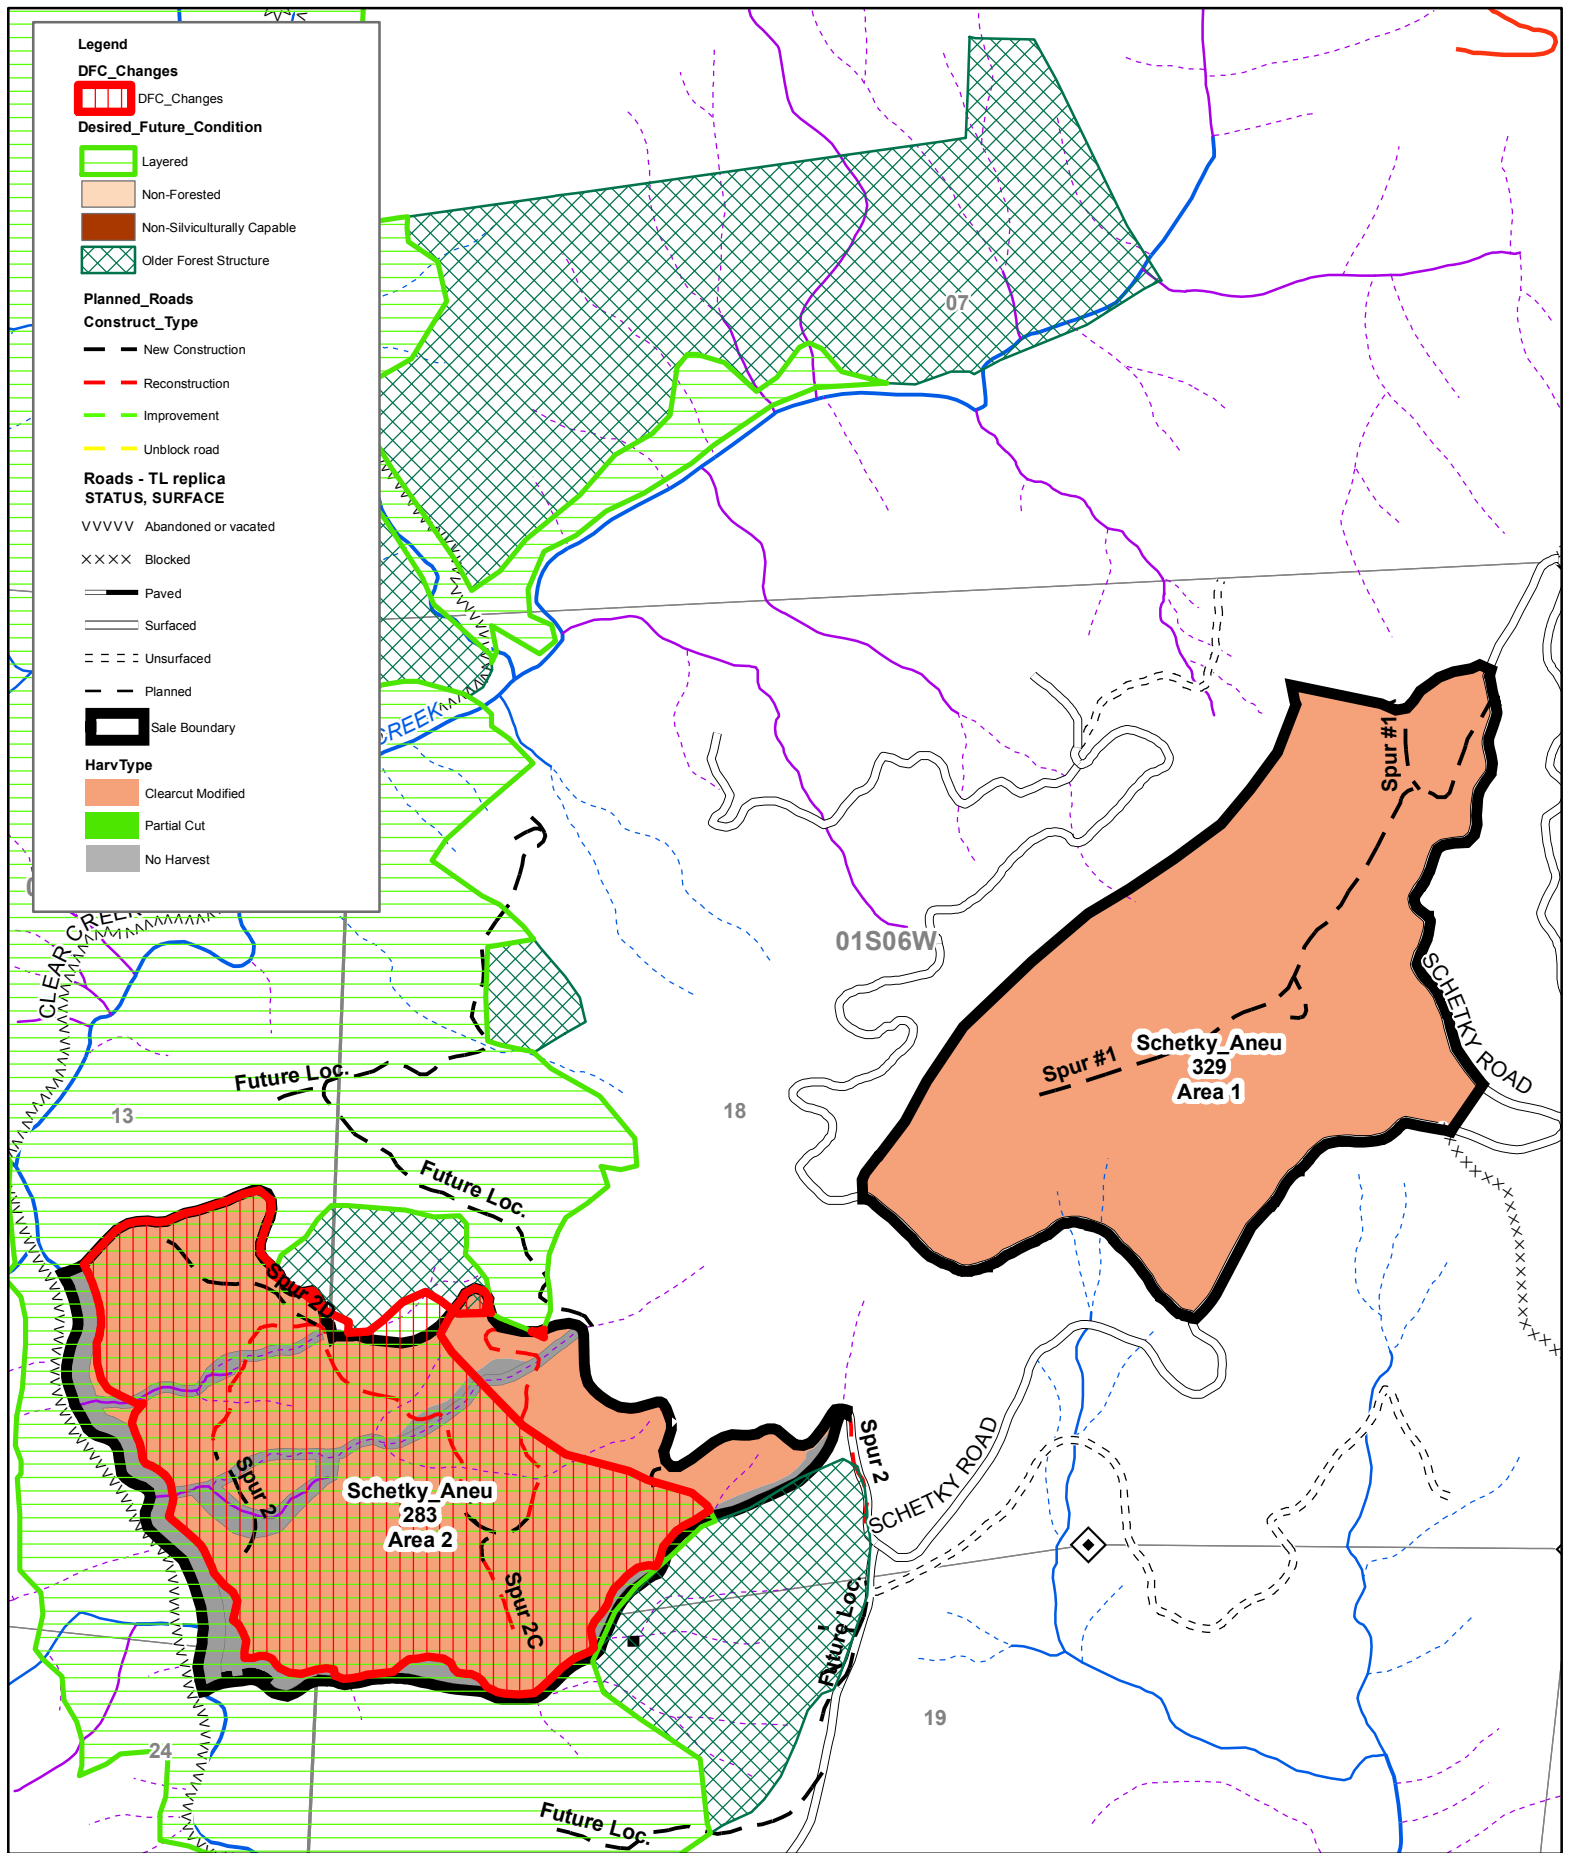 Legend
DFC_Changes
DFC_Changes
Desired_Future_Condition
Layered
Non-Forested
Non-Silviculturally Capable
Older Forest Structure
Planned_Roads
Construct_Type
New Construction
Reconstruction
Improvement
Unblock road
Roads - TL replica
STATUS, SURFACE
Abandoned or vacated
Blocked
Paved
Surfaced
Unsurfaced
Planned
Sale Boundary
HarvType
Clearcut Modified
Partial Cut
No Harvest
07
CREEK
Spur #1
01S06W
CLEAR CREEK
SCHETKY ROAD
Schetky_Aneu
329
Area 1
Spur #1
Future Loc.
13
18
Future Loc.
Spur 2D
Spur 2
Spur 2
Schetky_Aneu
283
Area 2
SCHETKY ROAD
Spur 2C
Future Loc.
19
24
Future Loc.